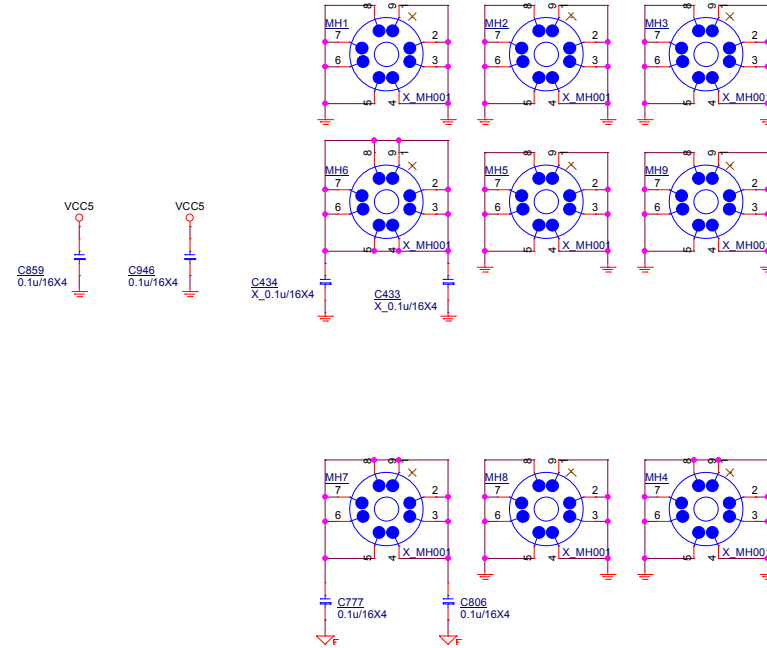 8 9 1 8 9 1 8 9 1
MH1 MH2 MH3
7 2 7 2 7 2
6 3 6 3 6 3
5 4 X_MH001 5 4 X_MH001 5 4 X_MH001
8 9 1 8 9 1 8 9 1
MH6 MH5 MH9
7 2 7 2 7 2
VCC5 VCC5 6 3 6 3 6 3
5 4 X_MH001 5 4 X_MH001 5 4 X_MH001
C859 C946
0.1u/16X4 0.1u/16X4
C434 C433
X_0.1u/16X4 X_0.1u/16X4
8 9 1 8 9 1 8 9 1
MH7 MH8 MH4
7 2 7 2 7 2
6 3 6 3 6 3
5 4 X_MH001 5 4 X_MH001 5 4 X_MH001
C777 C806
0.1u/16X4 0.1u/16X4
F F